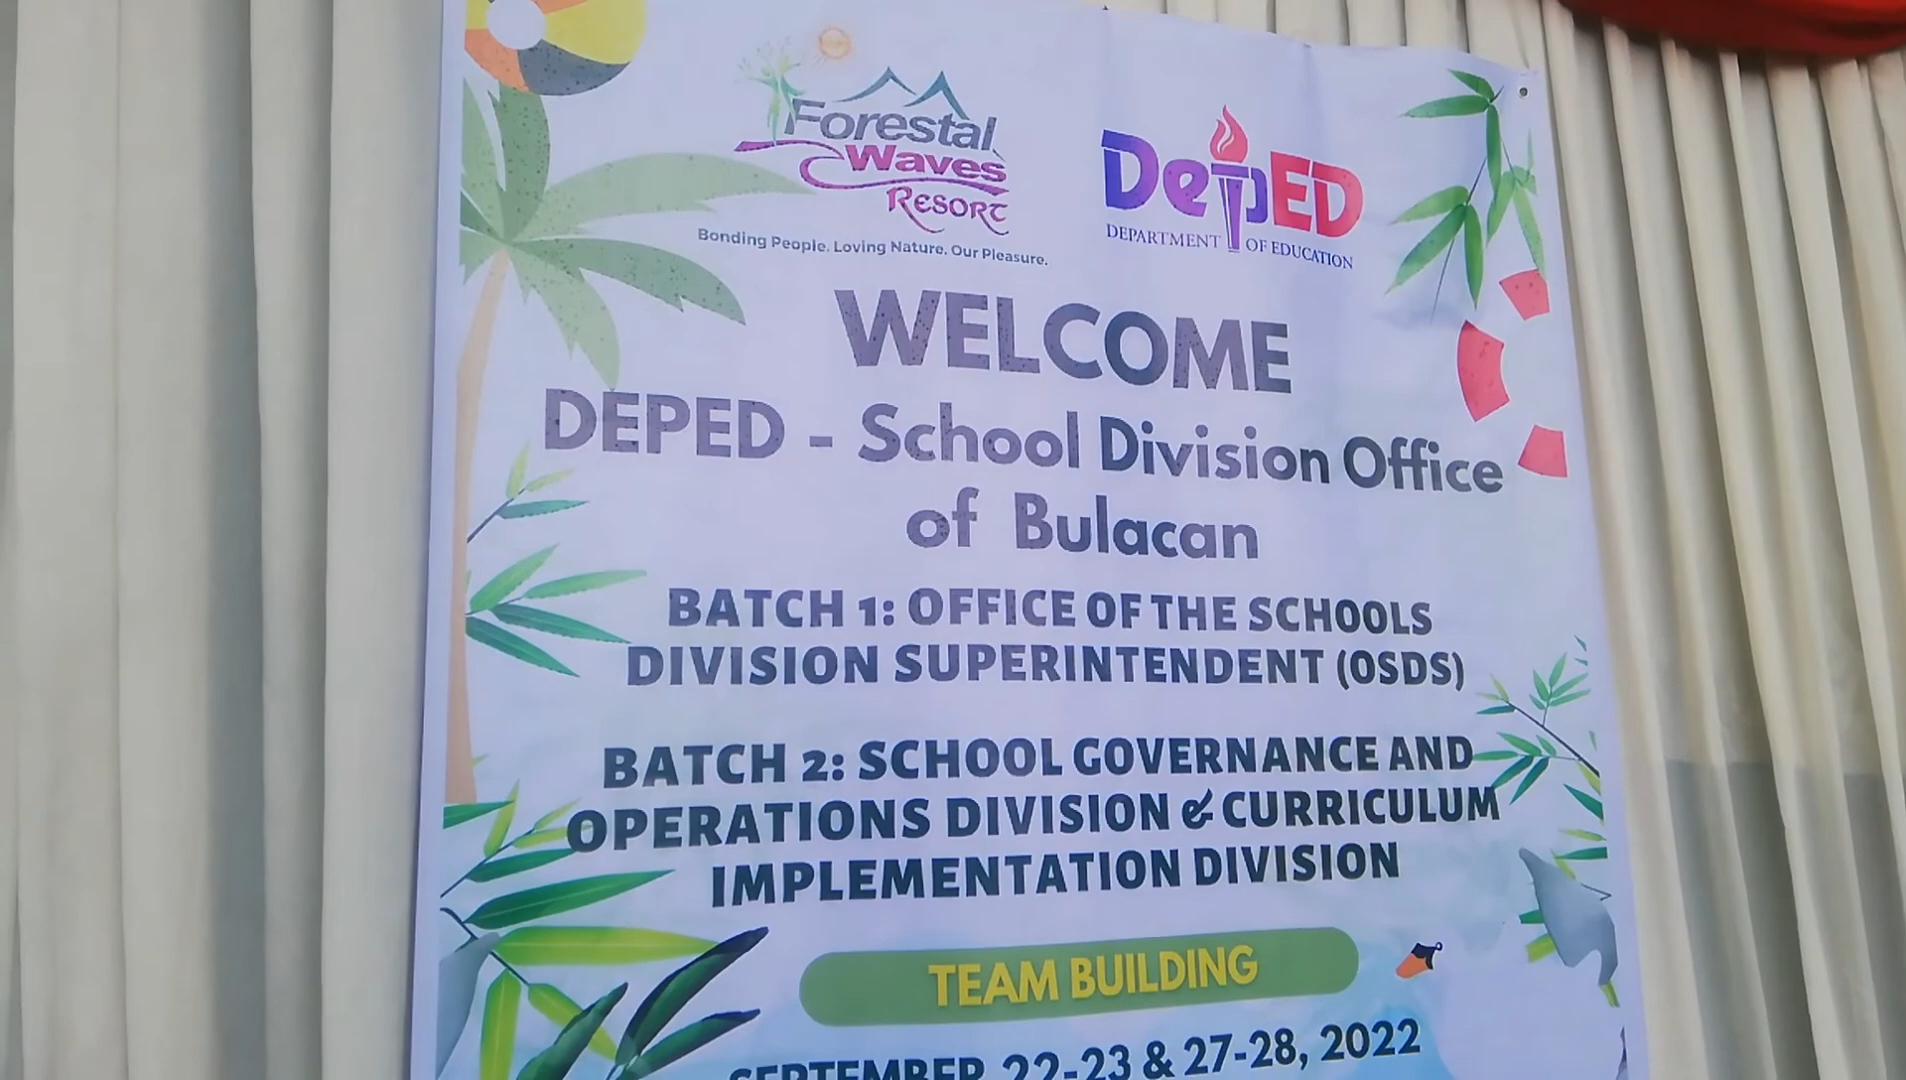 Forestal
Waves
RESORT
Bonding People. Loving Nature. Our Pleasure.
DepED
DEPARTMENT OF EDUCATION
WELCOME
DEPED - School Division Office
of Bulacan
BATCH 1: OFFICE OF THE SCHOOLS
DIVISION SUPERINTENDENT (OSDS)
BATCH 2: SCHOOL GOVERNANCE AND
OPERATIONS DIVISION & CURRICULUM
IMPLEMENTATION DIVISION
TEAM BUILDING
SEPTEMBER 22-23 & 27-28, 2022